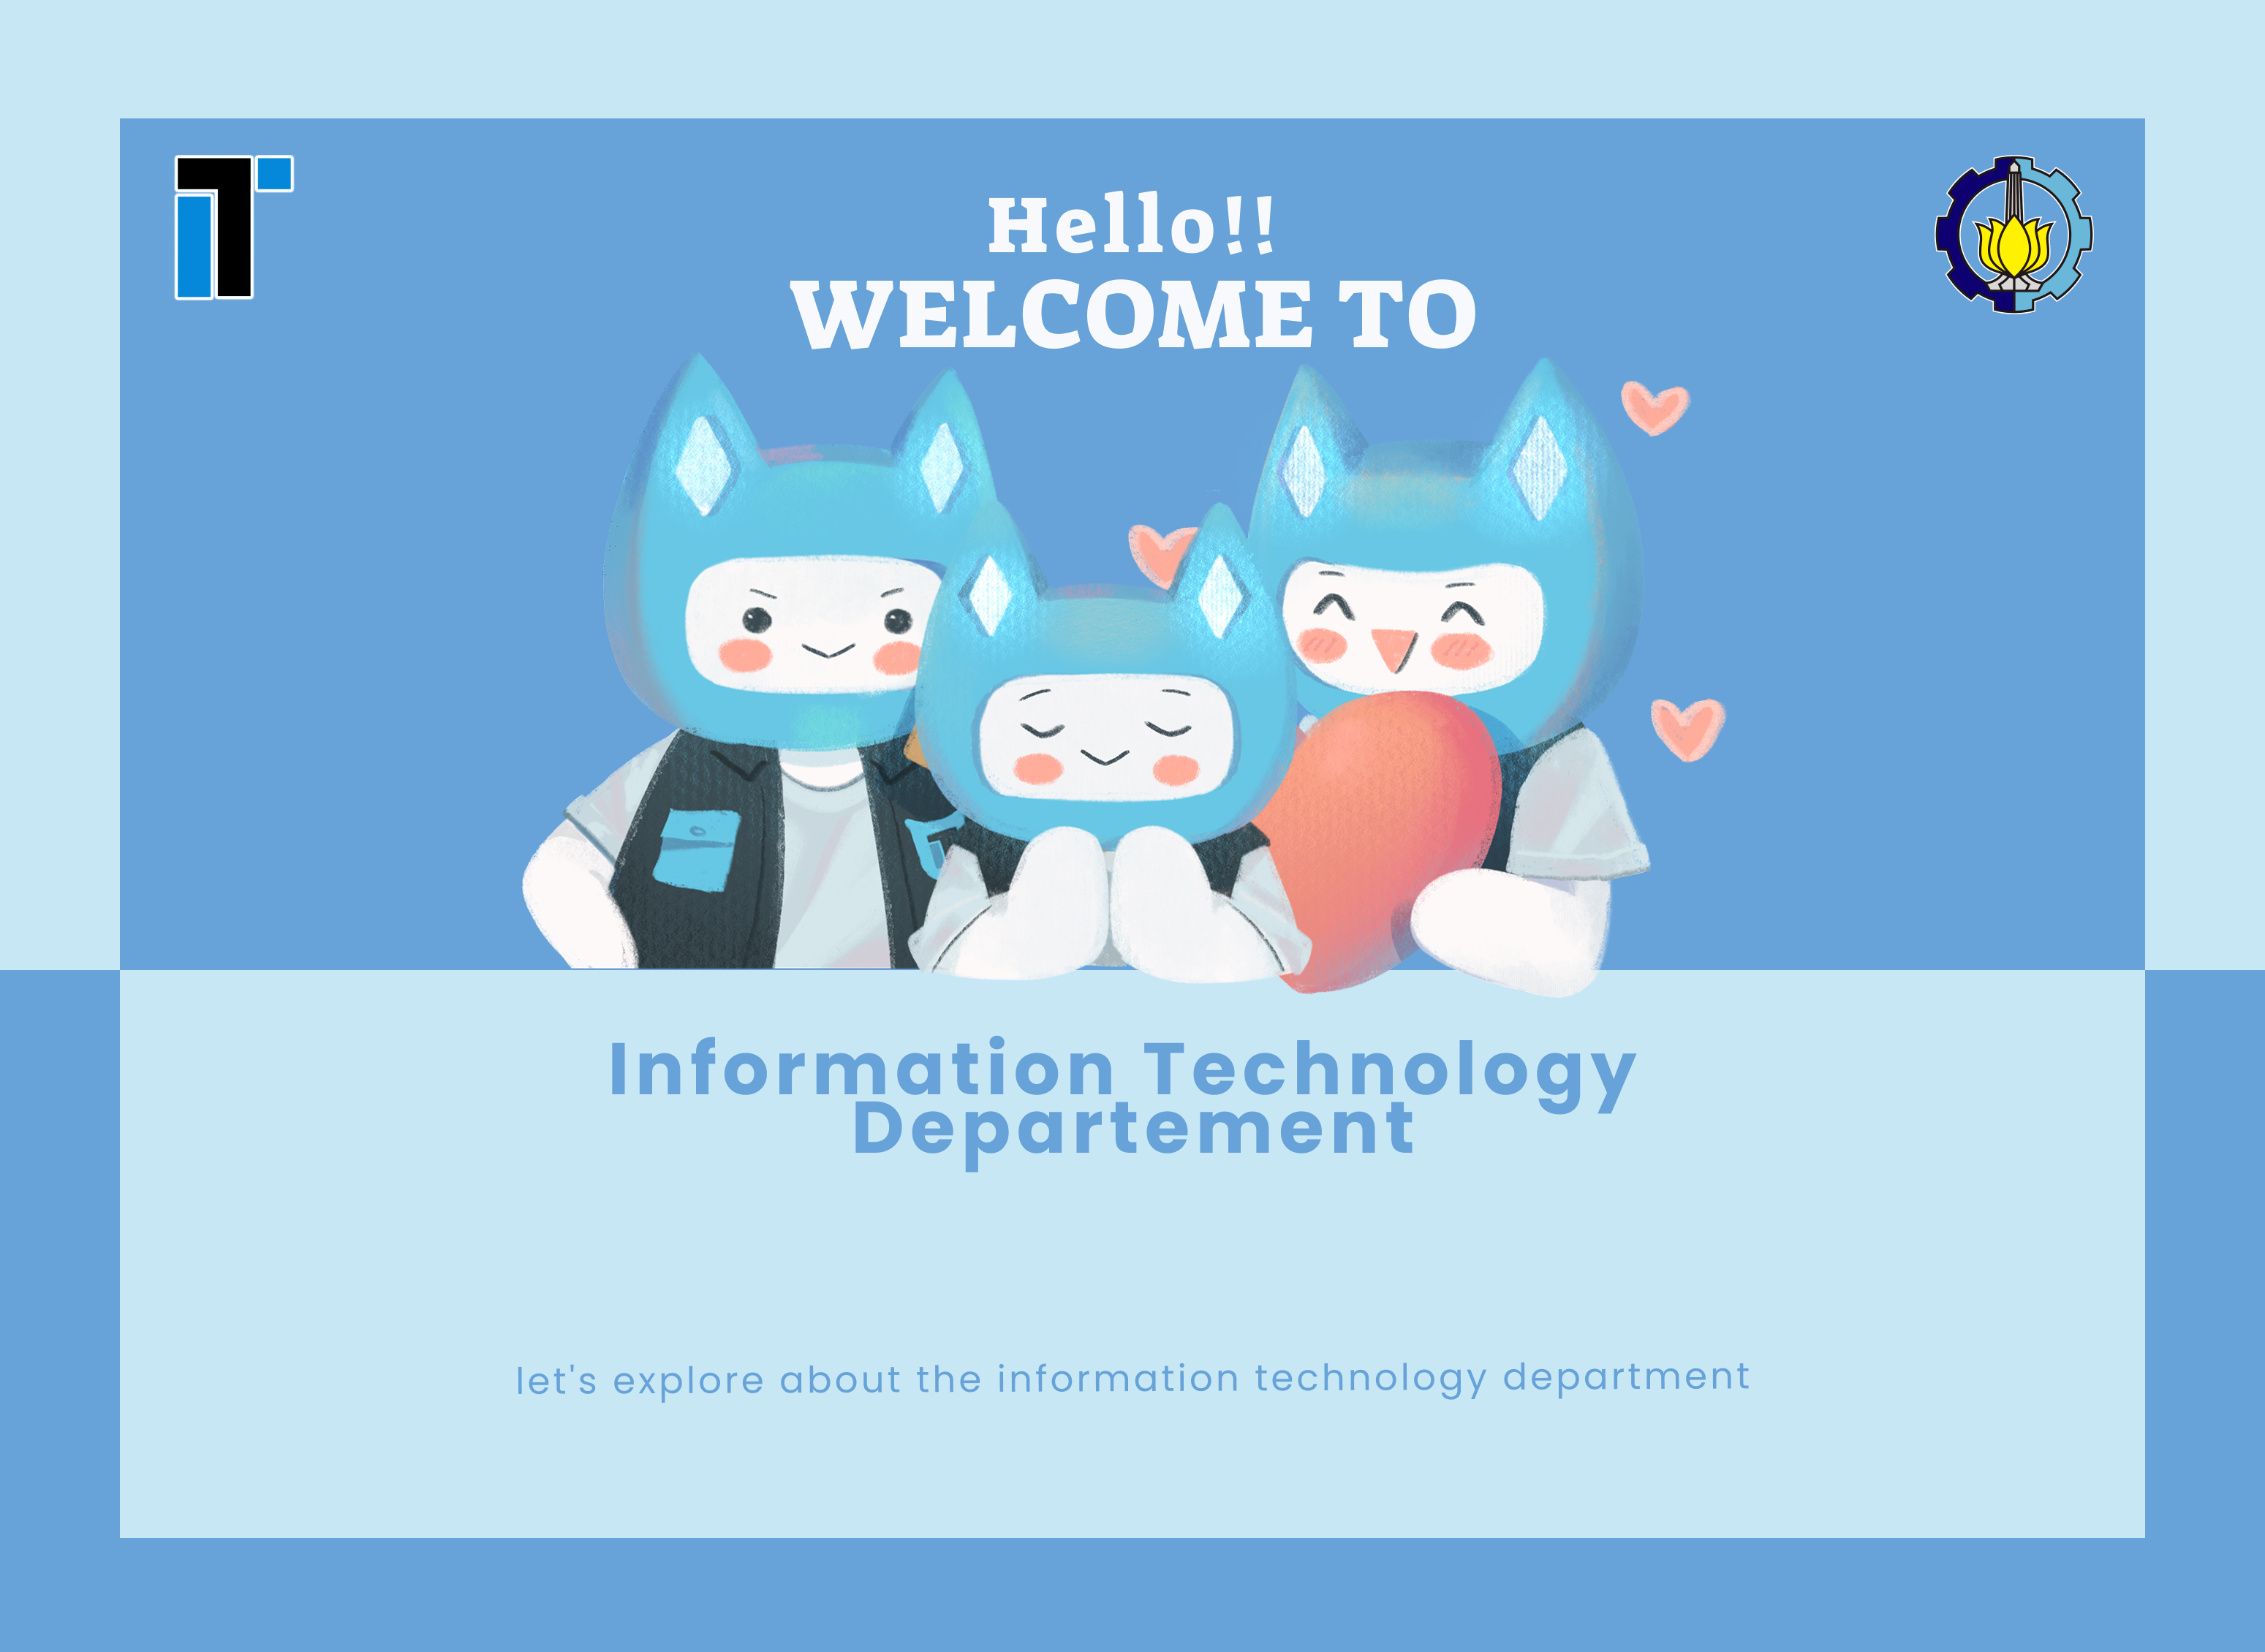 Hello!!
WELCOME TO
Information Technology
Departement
let's explore about the information technology department